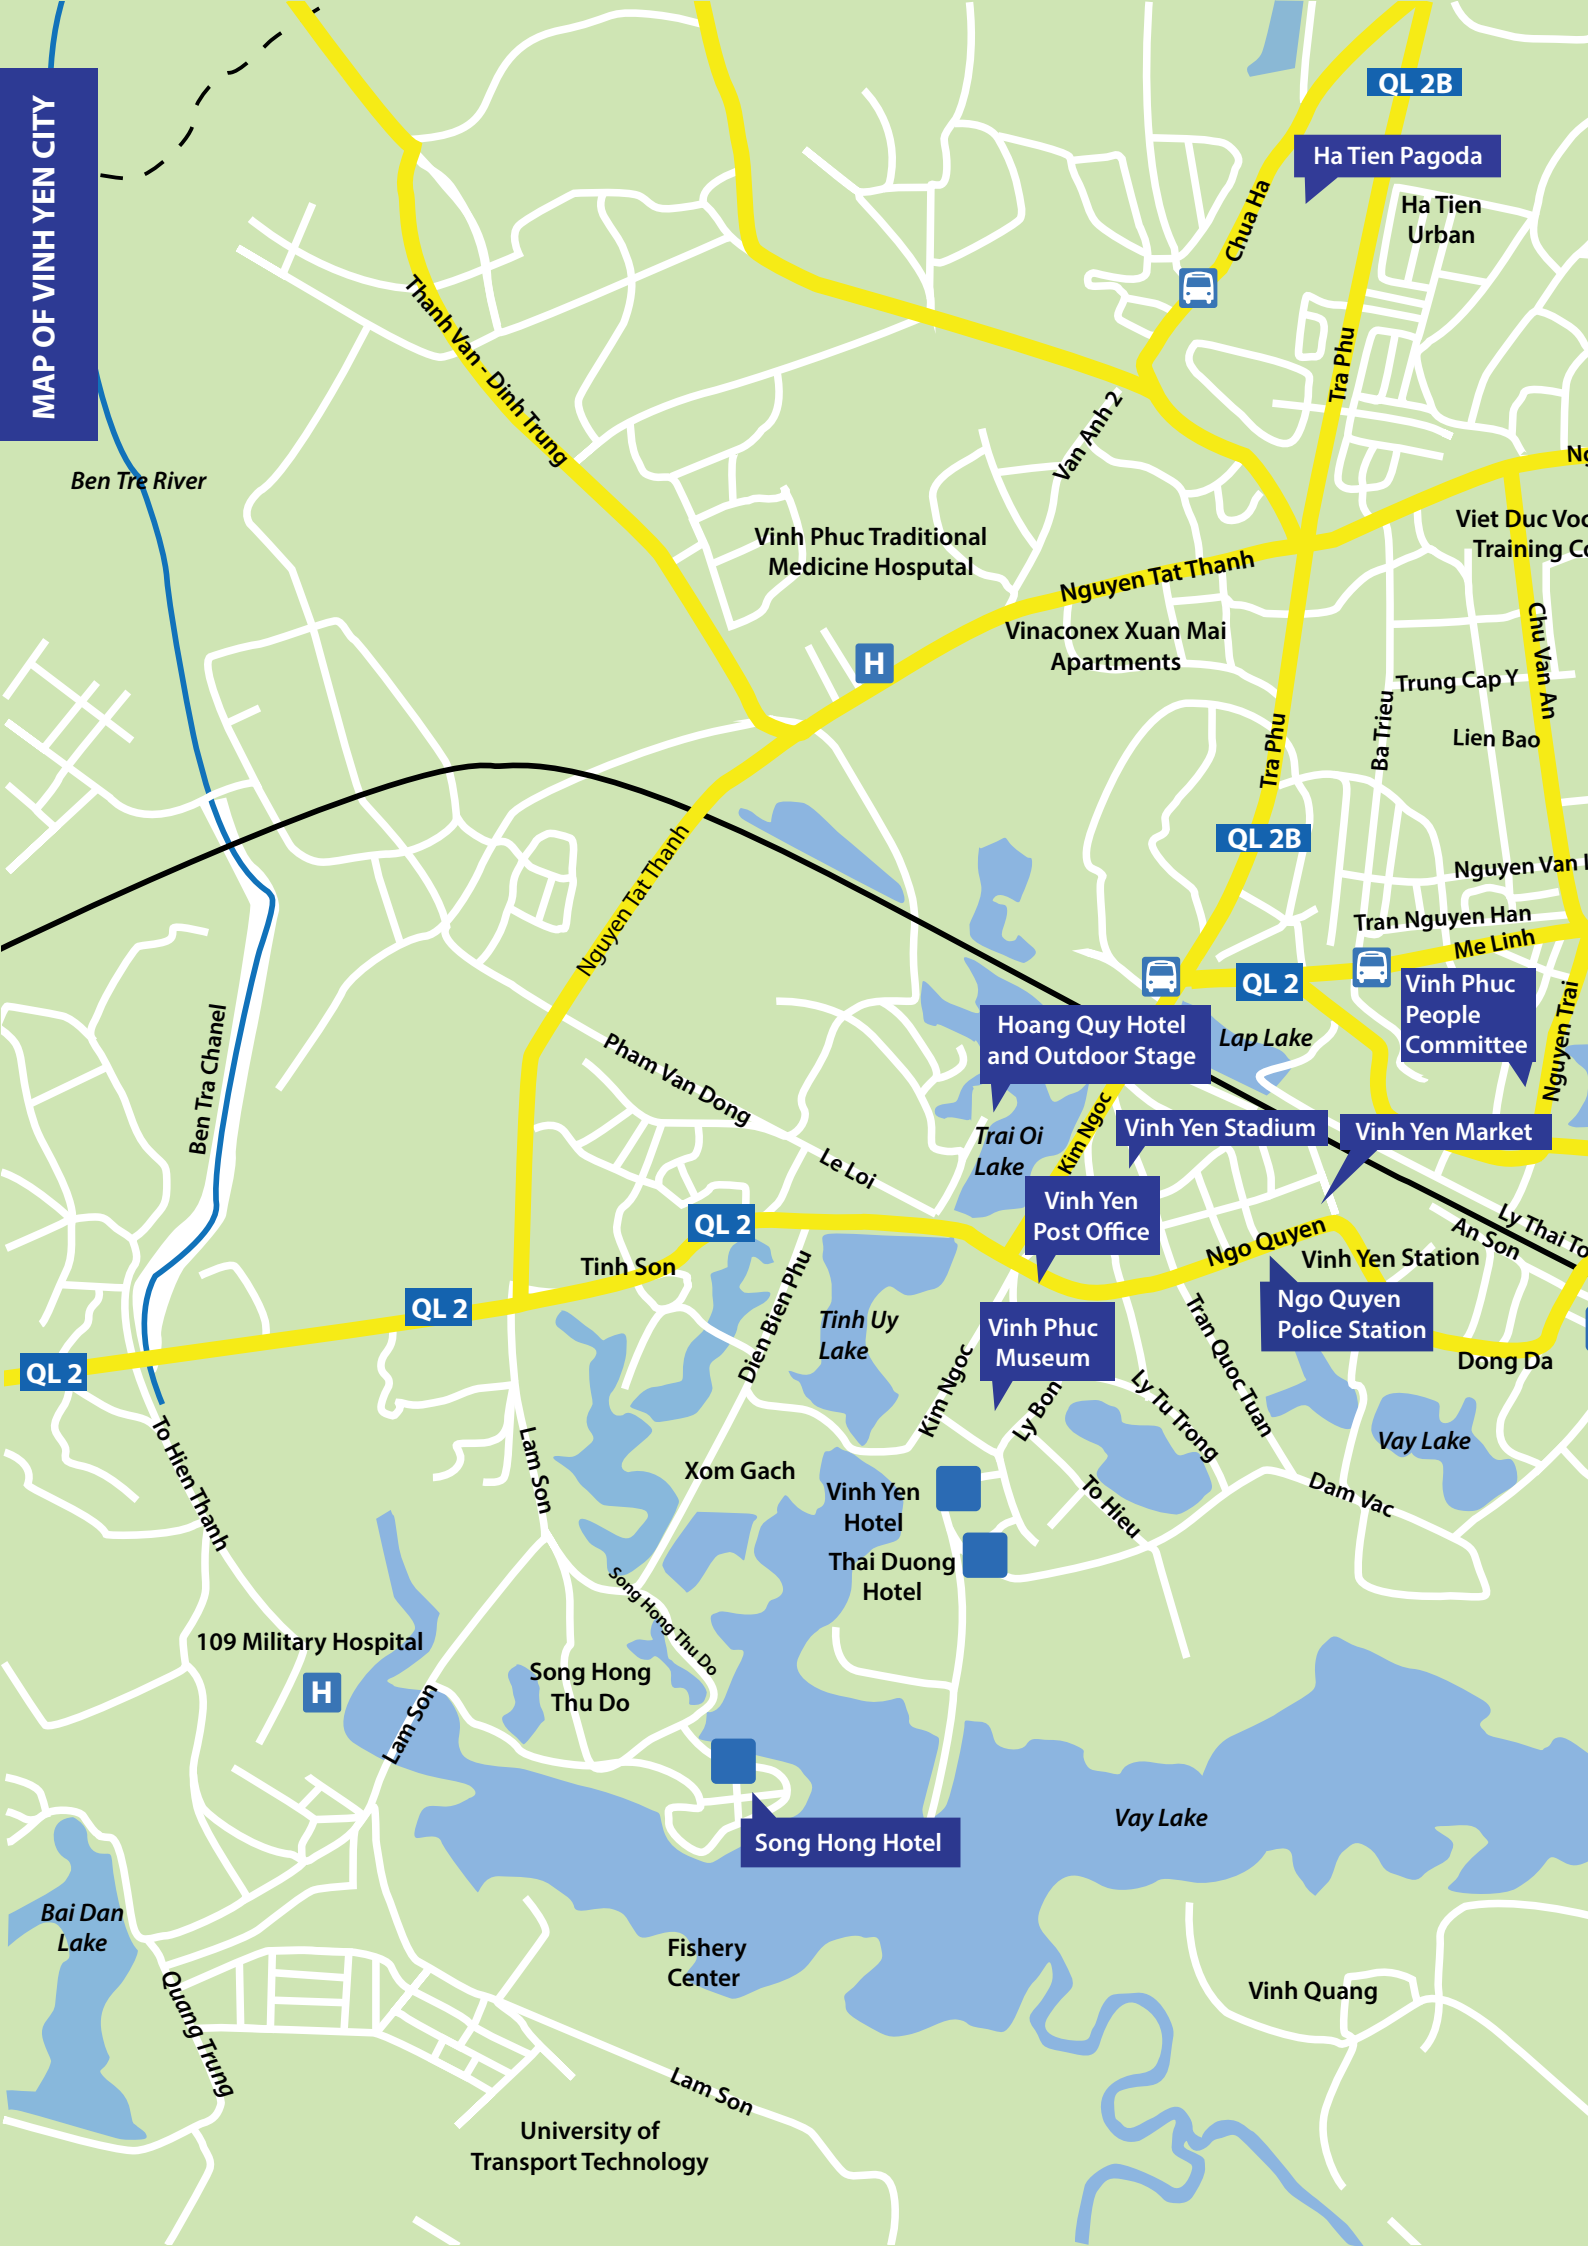 MAP OF VINH YEN CITY
QL 2B
Ha Tien Pagoda
Ha Tien
Urban
Chua Ha
Thanh Van - Dinh Trung
Tra Phu
Van Anh 2
Ben Tre River
Viet Duc
Training
Vinh Phuc Traditional
Medicine Hosputal
Nguyen Tat Thanh
Vinaconex Xuan Mai
Apartments
H
Chu Van An
Trung Cap Y
Ba Trieu
Lien Bao
Tra Phu
QL 2B
Nguyen Tat Thanh
Nguyen Van
Tran Nguyen Han
Me Linh
QL 2
Vinh Phuc
People
Committee
Nguyen Trai
Hoang Quy Hotel
and Outdoor Stage
Lap Lake
Ben Tra Chanel
Pham Van Dong
Kim Ngoc
Vinh Yen Stadium
Vinh Yen Market
Trai Oi
Lake
Le Loi
Vinh Yen
Post Office
QL 2
Ly Thai To
An Son
Ngo Quyen
Vinh Yen Station
Tinh Son
Dien Bien Phu
QL 2
Ngo Quyen
Police Station
Tinh Uy
Lake
Vinh Phuc
Museum
Tran Quoc Tuan
QL 2
Dong Da
Kim Ngoc
Ly Bon
Ly Tu Trong
Vay Lake
To Hien Thanh
Lam Son
Xom Gach
Vinh Yen
Hotel
To Hieu
Dam Vac
Thai Duong
Hotel
Song Hong Thu Do
109 Military Hospital
H
Song Hong
Thu Do
Lam Son
Vay Lake
Song Hong Hotel
Bai Dan
Lake
Fishery
Center
Vinh Quang
Quang Trung
Lam Son
University of
Transport Technology